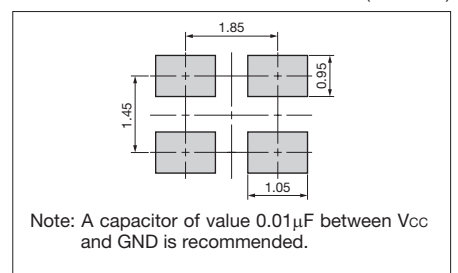 1.85
0.95
1.45
1.05
Note: A capacitor of value 0.01μF between Vcc
and GND is recommended.